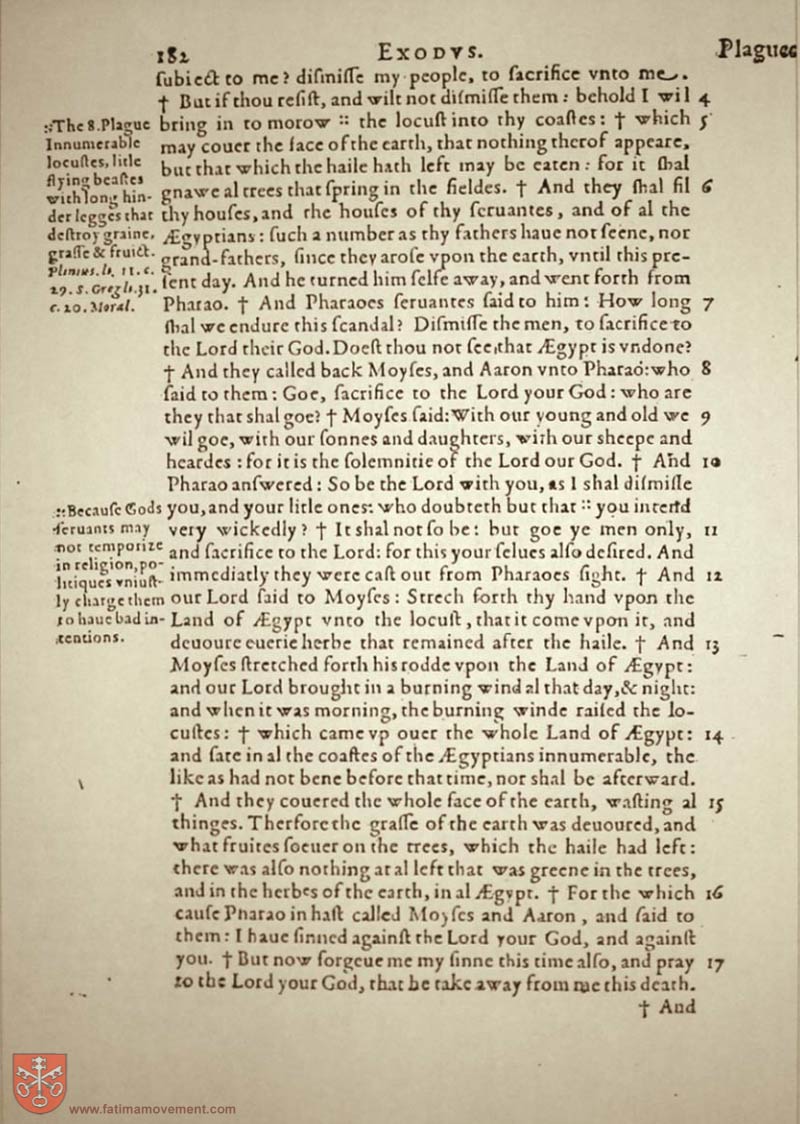 182 EXODVS. Plagues
ſubiect to me? diſmiſſe my people, to ſacrifice vnto me.
† But if thou reſiſt, and wilt not diſmiſſe them: behold I wil 4
bring in to morow :: the locuſt into thy coaſtes: † which 5
may couer the face of the earth, that nothing therof appeare,
but that which the haile hath left may be eaten: for it ſhal
gnawe al trees that ſpring in the fieldes. † And they ſhal fil 6
thy houſes, and rhe houſes of thy ſeruantes, and of al the
Ægyptians: ſuch a number as thy fathers haue not ſeene, nor
grand-fathers, ſince they aroſe vpon the earth, vntil this pre-
ſent day. And he turned him ſelfe away, and went forth from
Pharao. † And Pharaoes ſeruantes ſaid to him: How long 7
ſhal we endure this ſcandal? Diſmiſſe the men, to ſacrifice to
the Lord their God. Doeſt thou not ſee, that Ægypt is vndone?
† And they called back Moyſes, and Aaron vnto Pharao: who 8
ſaid to them: Goe, ſacrifice to the Lord your God: who are
they that shal goe? † Moyſes ſaid: With our young and old we 9
wil goe, with our ſonnes and daughters, with our ſheepe and
heardes: for it is the ſolemnitie of the Lord our God. † And 10
Pharao anſwered: So be the Lord with you, as I shal diſmiſſe
you, and your litle ones: who doubteth but that :: you intend
very wickedly? † It shal not ſo be: but goe ye men only, 11
and ſacrifice to the Lord: for this your ſelues alſo deſired. And
immediatly they were caſt out from Pharaoes ſight. † And 12
our Lord ſaid to Moyſes: Strech forth thy hand vpon the
Land of Ægypt vnto the locuſt, that it come vpon it, and
deuoure euerie herbe that remained after the haile. † And 13
Moyſes ſtretched forth his rodde vpon the Land of Ægypt:
and our Lord brought in a burning wind al that day, & night:
and when it was morning, the burning winde raiſed the lo-
cuſtes: † which came vp ouer the whole Land of Ægypt: 14
and ſate in al the coaſtes of the Ægyptians innumerable, the
like as had not bene before that time, nor shal be afterward.
† And they couered the whole face of the earth, waſting al 15
thinges. Therfore the graſſe of the earth was deuoured, and
what fruites ſoeuer on the trees, which the haile had left:
there was alſo nothing at al left that was greene in the trees,
and in the herbes of the earth, in al Ægypt. † For the which 16
cauſe Pharao in haſt called Moyſes and Aaron, and ſaid to
them: I haue ſinned againſt the Lord your God, and againſt
you. † But now forgeue me my ſinne this time alſo, and pray 17
to the Lord your God, that he take away from me this death.
† And
:: The 8. Plague
Innumerable
locuſtes, litle
flying beaſtes
with long hin-
der legges that
deſtroy graine,
graſſe & fruict.
Plinius. li. 11. c.
29. S. Greg li. 31.
c. 20. Moral.
:: Becauſe Gods
ſeruants may
not temporize
in religion, po-
litiques vniuſt-
ly charge them
to haue bad in-
tentions.
www.fatimamovement.com